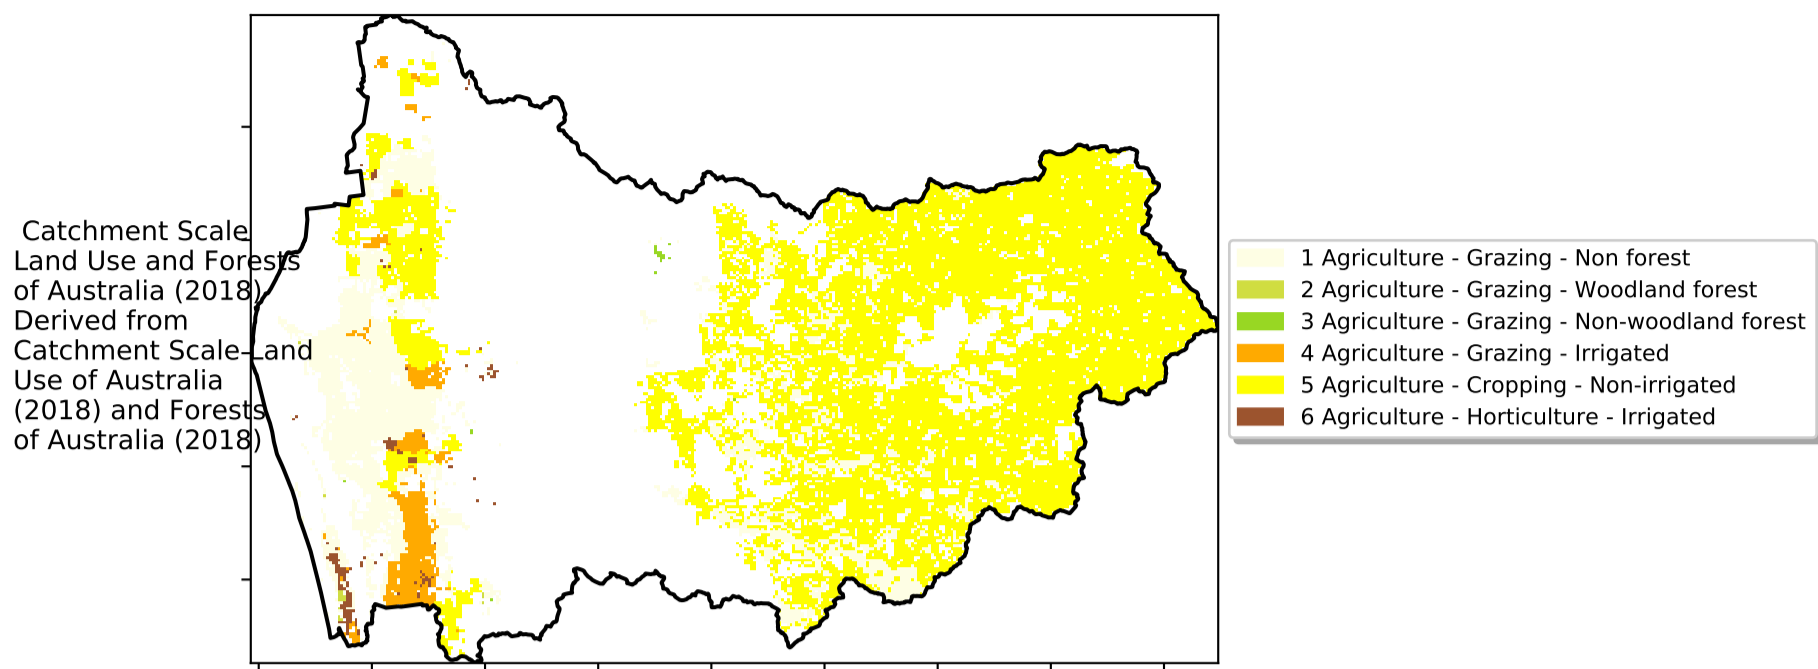 Catchment Scale
Land Use and Forests
of Australia (2018)
Derived from
Catchment Scale Land
Use of Australia
(2018) and Forests
of Australia (2018)
1 Agriculture - Grazing - Non forest
2 Agriculture - Grazing - Woodland forest
3 Agriculture - Grazing - Non-woodland forest
4 Agriculture - Grazing - Irrigated
5 Agriculture - Cropping - Non-irrigated
6 Agriculture - Horticulture - Irrigated